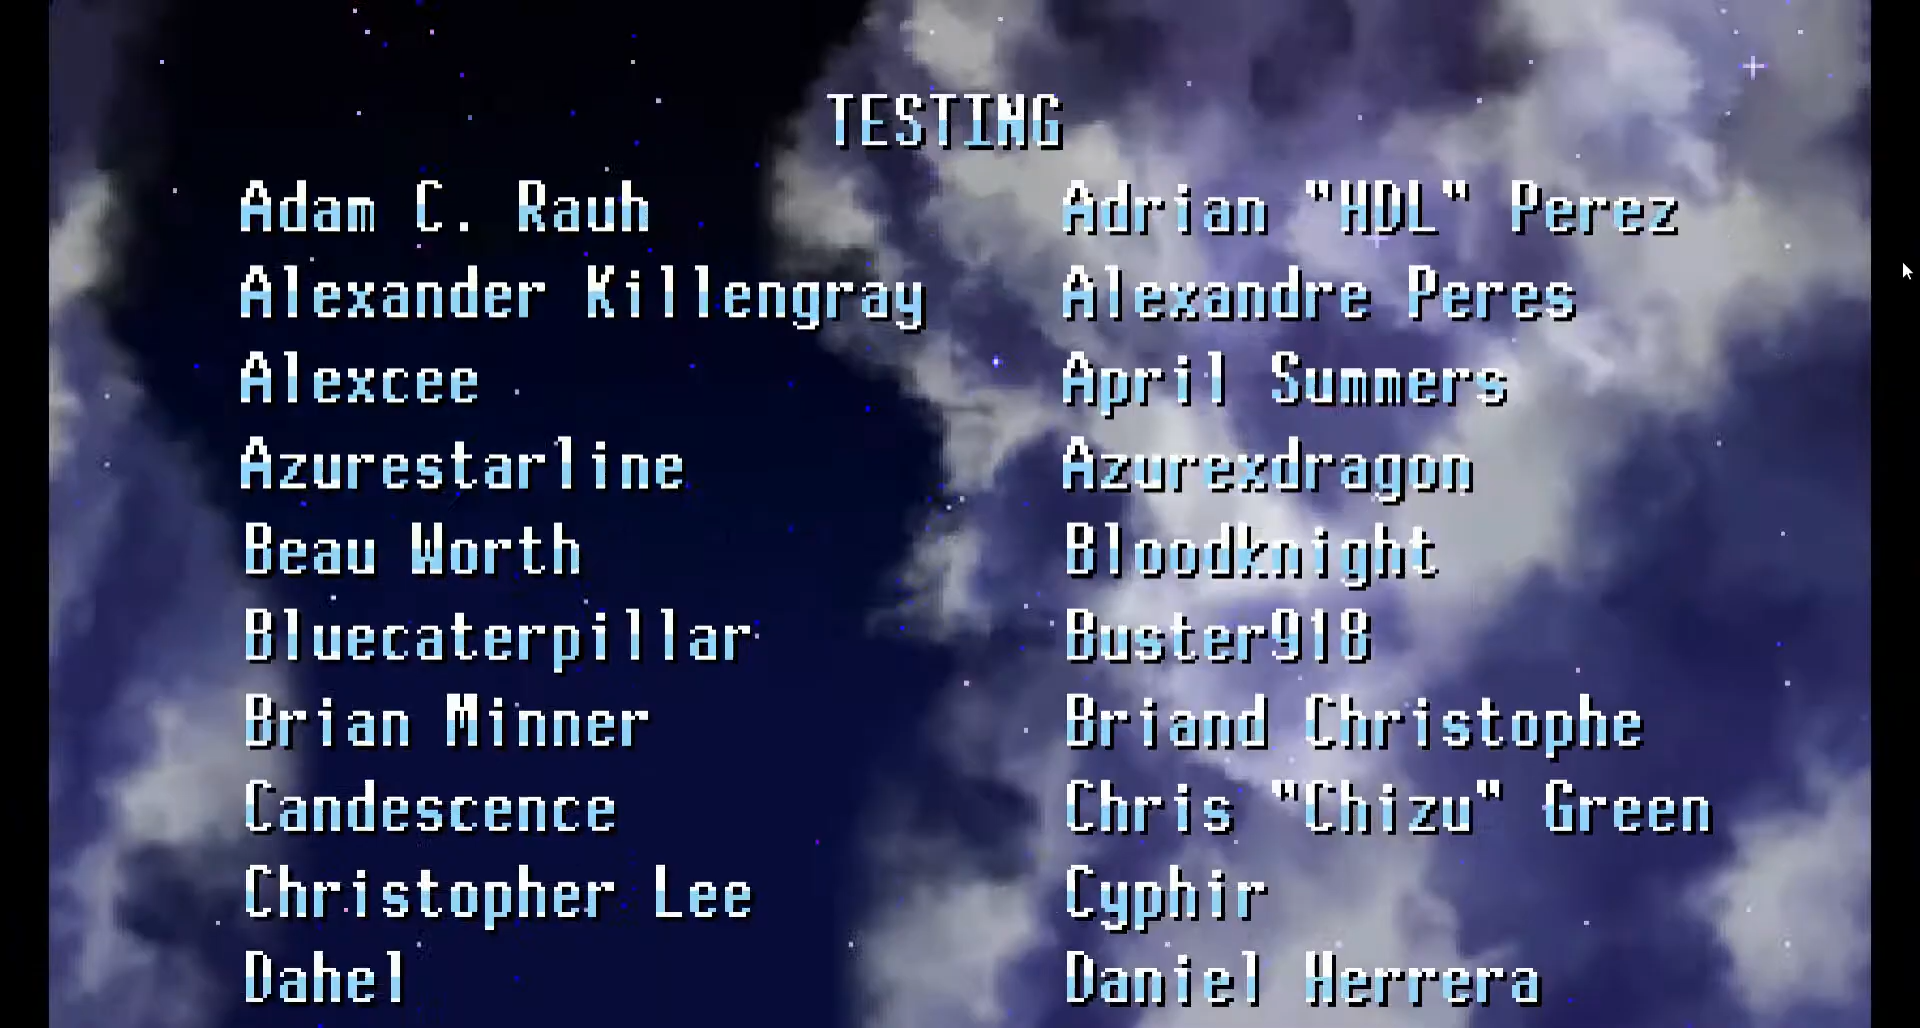 TESTING
Adam C. Rauh Adrian "HDL" Perez
Alexander Killengray Alexandre Peres
Alexcee April Summers
Azurestarline Azurexdragon
Beau Worth Bloodknight
Bluecaterpillar Buster918
Brian Minner Briand Christophe
Candescence Chris "Chizu" Green
Christopher Lee Cyphir
Dahel Daniel Herrera